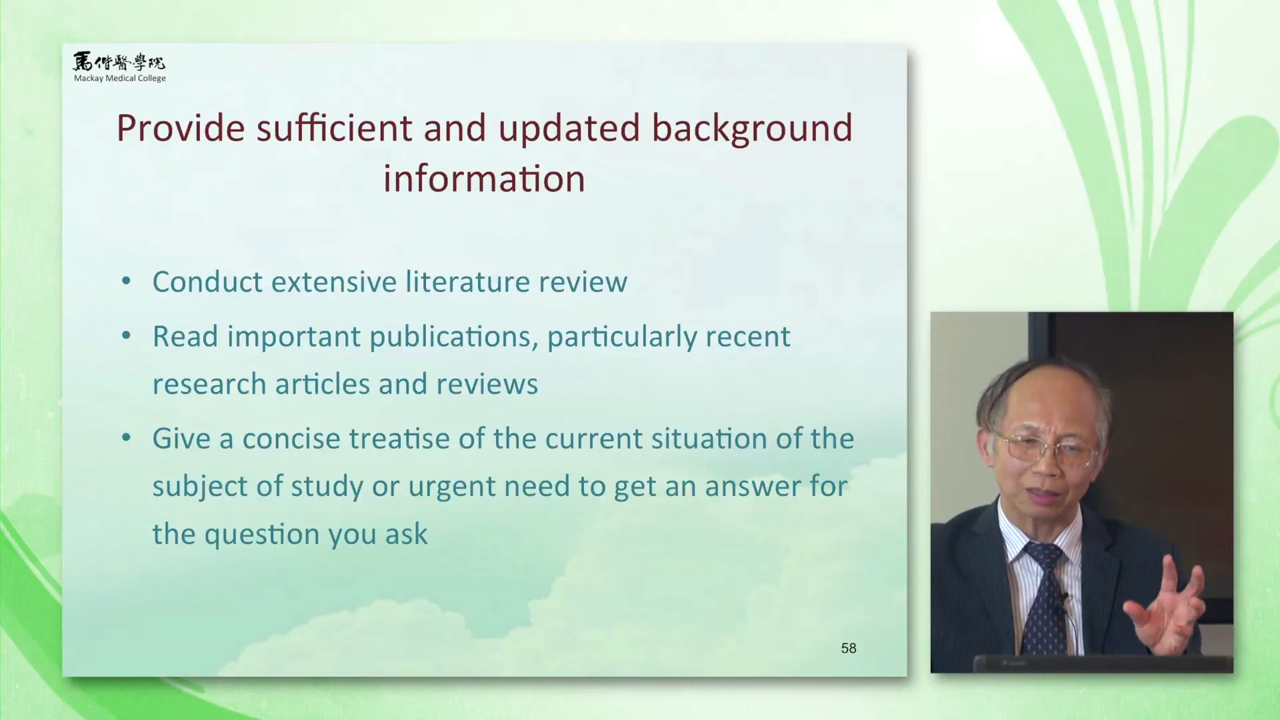 馬偕醫學院
Mackay Medical College
Provide sufficient and updated background
information
• Conduct extensive literature review
• Read important publications, particularly recent
research articles and reviews
• Give a concise treatise of the current situation of the
subject of study or urgent need to get an answer for
the question you ask
58